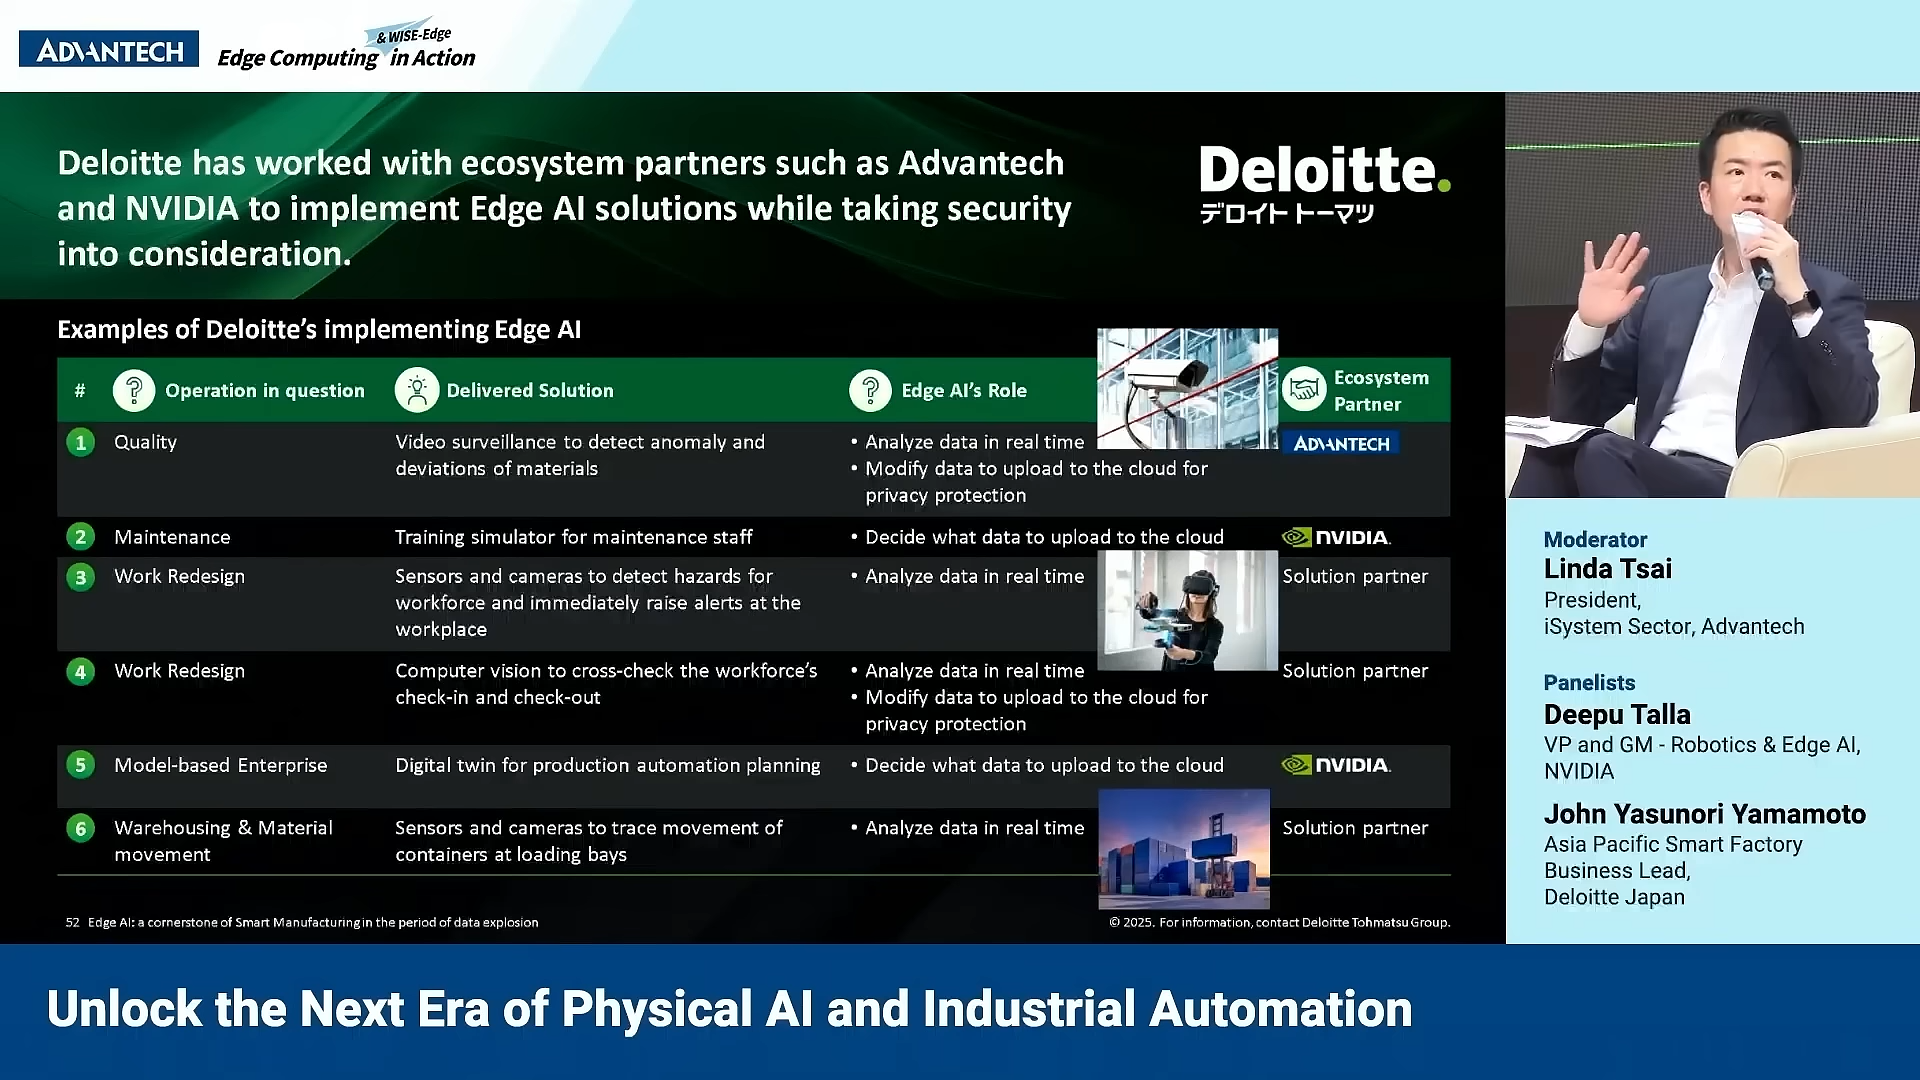 ADVANTECH
& WISE-Edge
Edge Computing in Action
Deloitte has worked with ecosystem partners such as Advantech
and NVIDIA to implement Edge AI solutions while taking security
into consideration.
Deloitte.
デロイト トーマツ
Examples of Deloitte's implementing Edge AI
# Operation in question Delivered Solution Edge AI's Role Ecosystem
Partner
1 Quality Video surveillance to detect anomaly and
deviations of materials
• Analyze data in real time
• Modify data to upload to the cloud for
privacy protection
ADVANTECH
2 Maintenance Training simulator for maintenance staff • Decide what data to upload to the cloud NVIDIA.
3 Work Redesign Sensors and cameras to detect hazards for
workforce and immediately raise alerts at the
workplace
• Analyze data in real time
Solution partner
4 Work Redesign Computer vision to cross-check the workforce's
check-in and check-out
• Analyze data in real time
• Modify data to upload to the cloud for
privacy protection
Solution partner
5 Model-based Enterprise Digital twin for production automation planning • Decide what data to upload to the cloud NVIDIA.
6 Warehousing & Material
movement
Sensors and cameras to trace movement of
containers at loading bays
• Analyze data in real time
Solution partner
52 Edge AI: a cornerstone of Smart Manufacturing in the period of data explosion
© 2025. For information, contact Deloitte Tohmatsu Group.
Moderator
Linda Tsai
President,
iSystem Sector, Advantech
Panelists
Deepu Talla
VP and GM - Robotics & Edge AI,
NVIDIA
John Yasunori Yamamoto
Asia Pacific Smart Factory
Business Lead,
Deloitte Japan
Unlock the Next Era of Physical AI and Industrial Automation